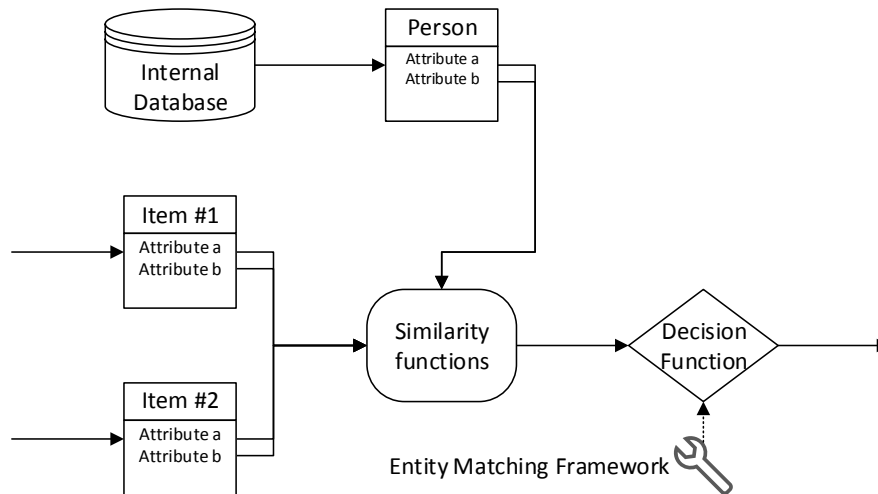 Internal
Database
Person
Attribute a
Attribute b
Item #1
Attribute a
Attribute b
Similarity
functions
Decision
Function
Item #2
Attribute a
Attribute b
Entity Matching Framework